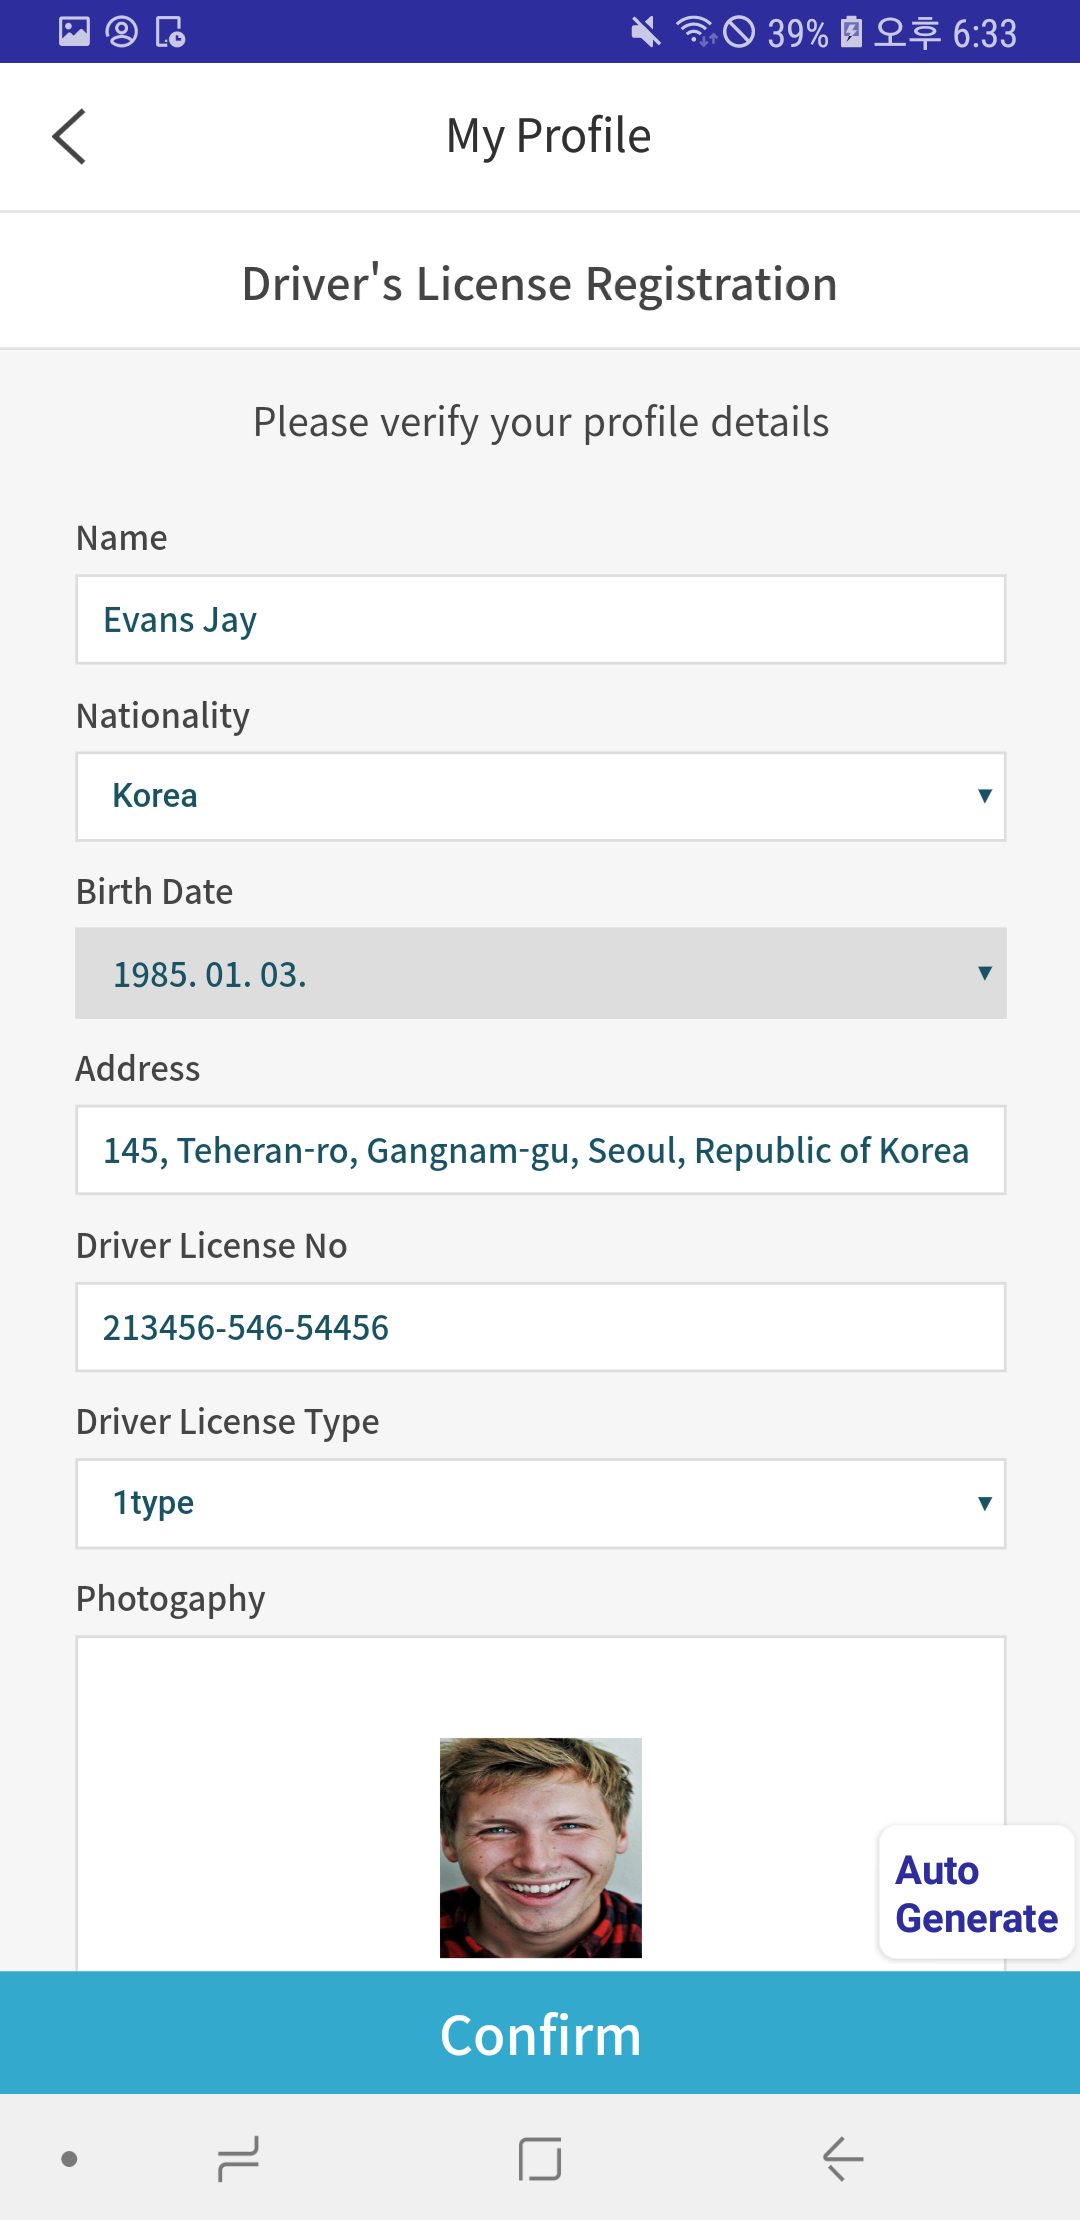 39% 오후 6:33
My Profile
Driver's License Registration
Please verify your profile details
Name
Evans Jay
Nationality
Korea ▼
Birth Date
1985. 01. 03. ▼
Address
145, Teheran-ro, Gangnam-gu, Seoul, Republic of Korea
Driver License No
213456-546-54456
Driver License Type
1type ▼
Photogaphy
Auto
Generate
Confirm